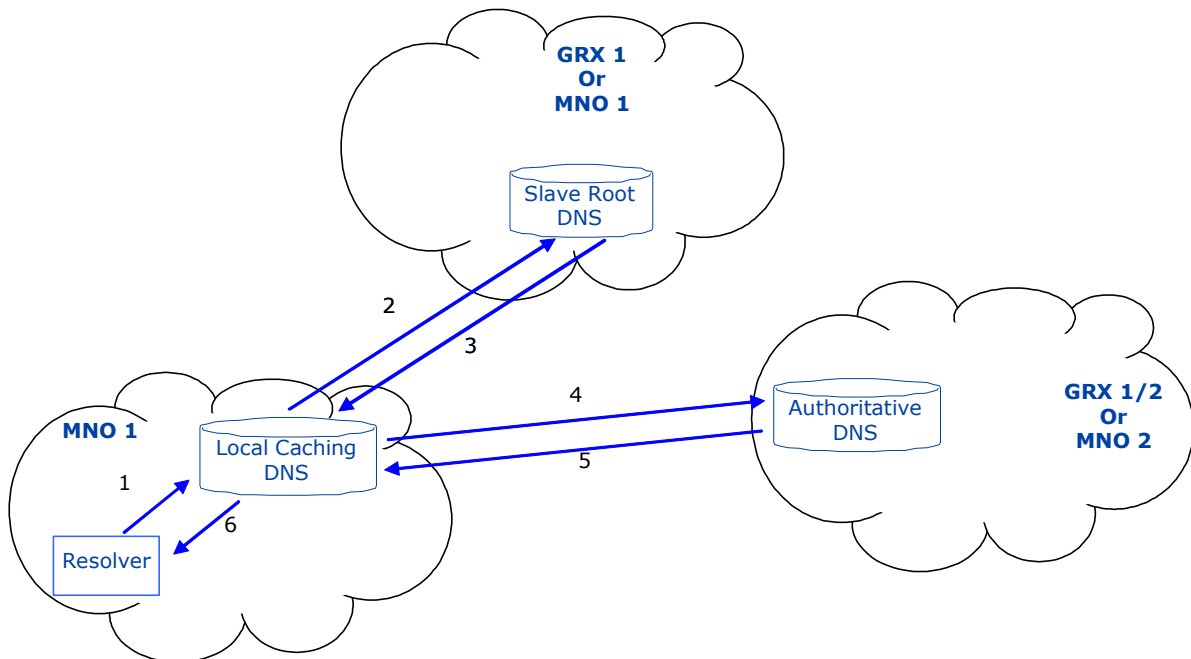 GRX 1
Or
MNO 1
Slave Root
DNS
2
3
4
Authoritative
DNS
GRX 1/2
Or
MNO 2
MNO 1
Local Caching
DNS
5
1
6
Resolver